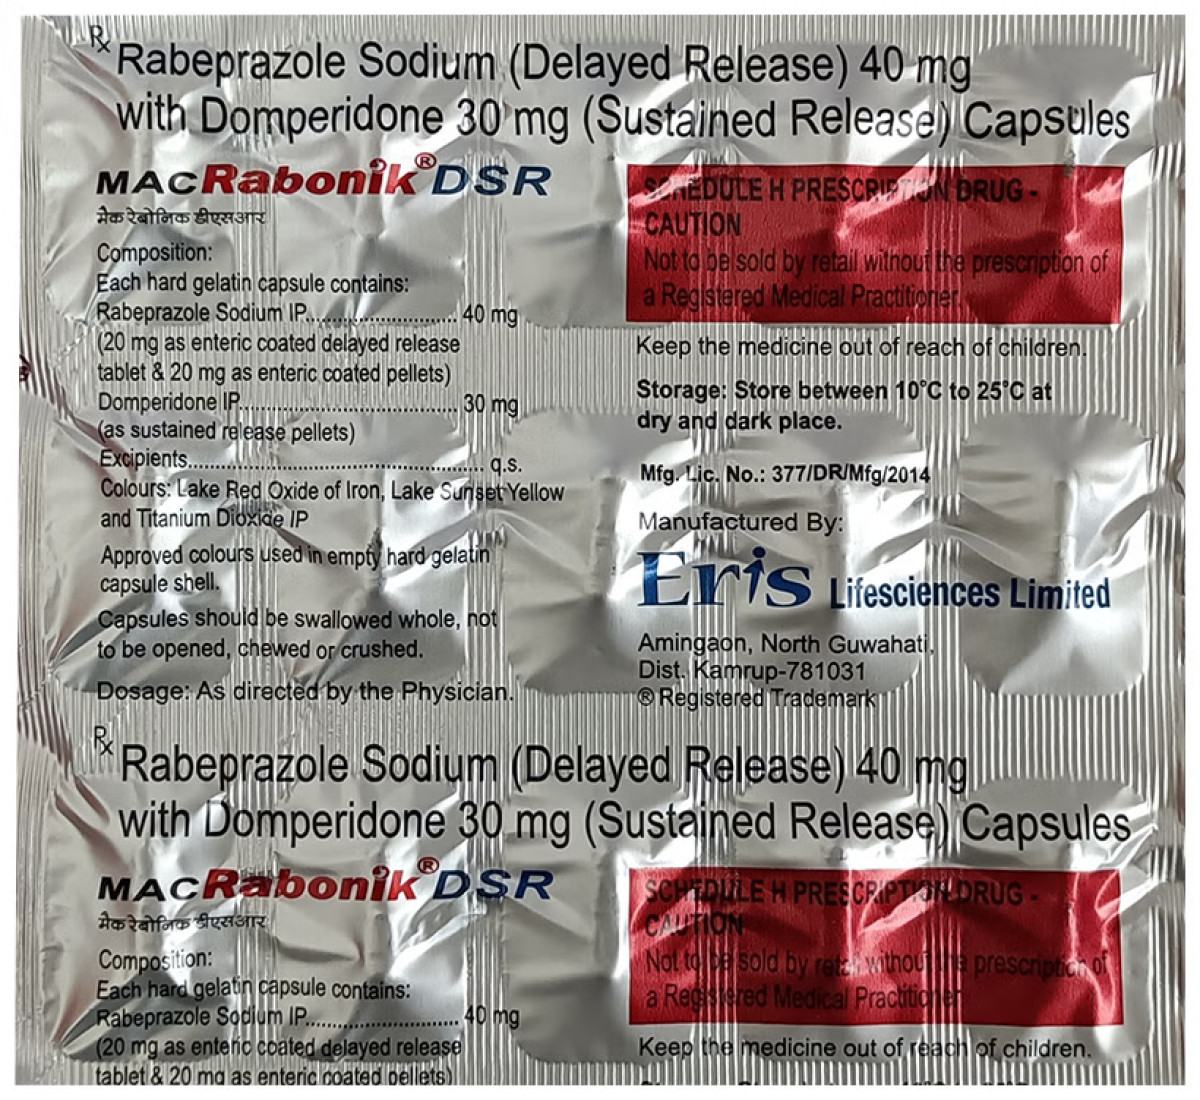 Rx
Rabeprazole Sodium (Delayed Release) 40 mg
with Domperidone 30 mg (Sustained Release) Capsules
MACRabonik®DSR
मैक रेबोनिक डीएसआर
Composition:
Each hard gelatin capsule contains:
Rabeprazole Sodium IP............................ 40 mg
(20 mg as enteric coated delayed release
tablet & 20 mg as enteric coated pellets)
Domperidone IP........................................ 30 mg
(as sustained release pellets)
Excipients...................................................... q.s.
Colours: Lake Red Oxide of Iron, Lake Sunset Yellow
and Titanium Dioxide IP
Approved colours used in empty hard gelatin
capsule shell.
Capsules should be swallowed whole, not
to be opened, chewed or crushed.
Dosage: As directed by the Physician.
SCHEDULE H PRESCRIPTION DRUG -
CAUTION
Not to be sold by retail without the prescription of
a Registered Medical Practitioner.
Keep the medicine out of reach of children.
Storage: Store between 10°C to 25°C at
dry and dark place.
Mfg. Lic. No.: 377/DR/Mfg/2014
Manufactured By:
Eris Lifesciences Limited
Amingaon, North Guwahati,
Dist. Kamrup-781031
® Registered Trademark
Rx
Rabeprazole Sodium (Delayed Release) 40 mg
with Domperidone 30 mg (Sustained Release) Capsules
MACRabonik®DSR
मैक रेबोनिक डीएसआर
Composition:
Each hard gelatin capsule contains:
Rabeprazole Sodium IP............................ 40 mg
(20 mg as enteric coated delayed release
tablet & 20 mg as enteric coated pellets)
SCHEDULE H PRESCRIPTION DRUG -
CAUTION
Not to be sold by retail without the prescription of
a Registered Medical Practitioner.
Keep the medicine out of reach of children.